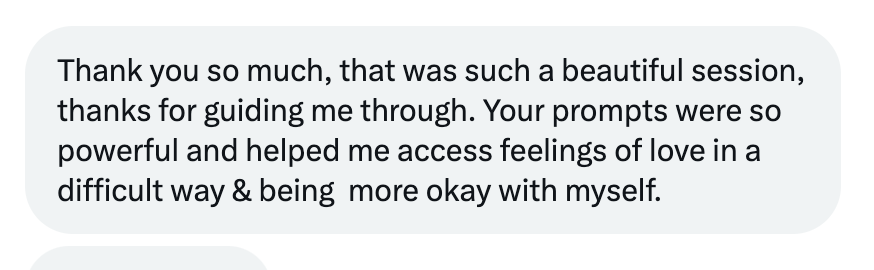 Thank you so much, that was such a beautiful session,
thanks for guiding me through. Your prompts were so
powerful and helped me access feelings of love in a
difficult way & being  more okay with myself.